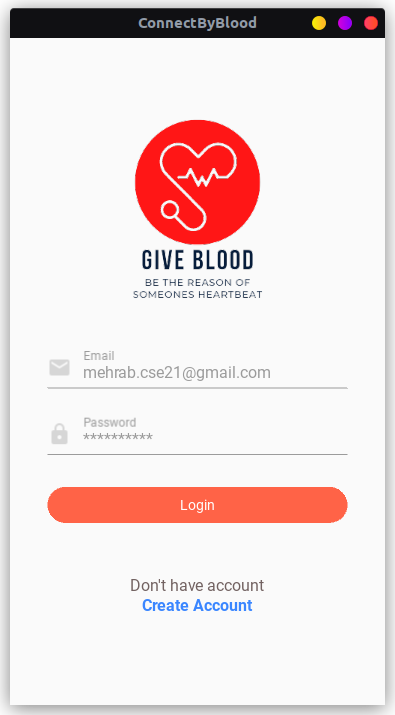 ConnectByBlood
GIVE BLOOD
BE THE REASON OF
SOMEONES HEARTBEAT
Email
mehrab.cse21@gmail.com
Password
**********
Login
Don't have account
Create Account